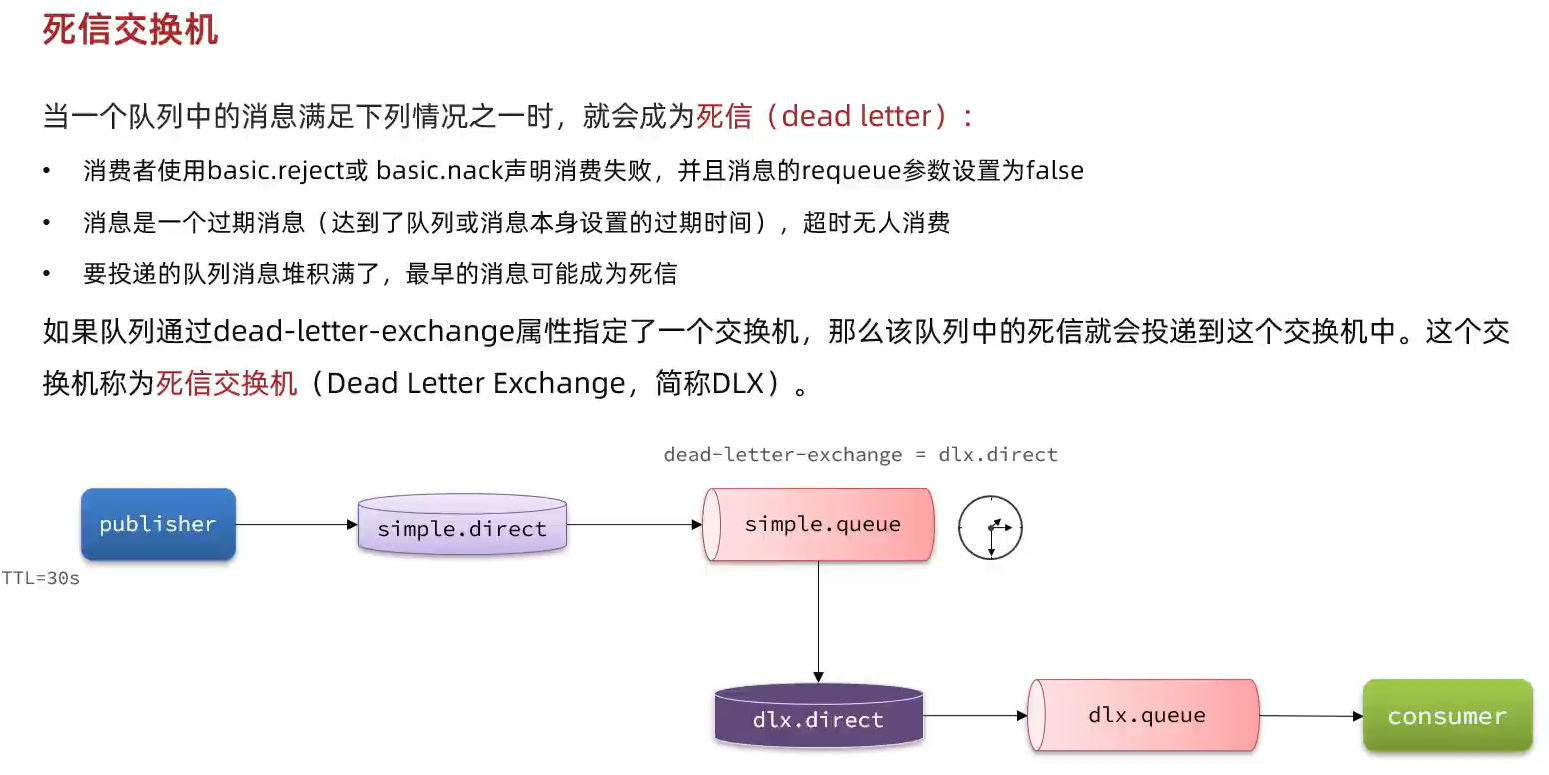 死信交换机
当一个队列中的消息满足下列情况之一时，就会成为死信（dead letter）：
• 消费者使用basic.reject或 basic.nack声明消费失败，并且消息的requeue参数设置为false
• 消息是一个过期消息（达到了队列或消息本身设置的过期时间），超时无人消费
• 要投递的队列消息堆积满了，最早的消息可能成为死信
如果队列通过dead-letter-exchange属性指定了一个交换机，那么该队列中的死信就会投递到这个交换机中。这个交
换机称为死信交换机（Dead Letter Exchange，简称DLX）。
dead-letter-exchange = dlx.direct
publisher
simple.direct
simple.queue
TTL=30s
dlx.direct
dlx.queue
consumer